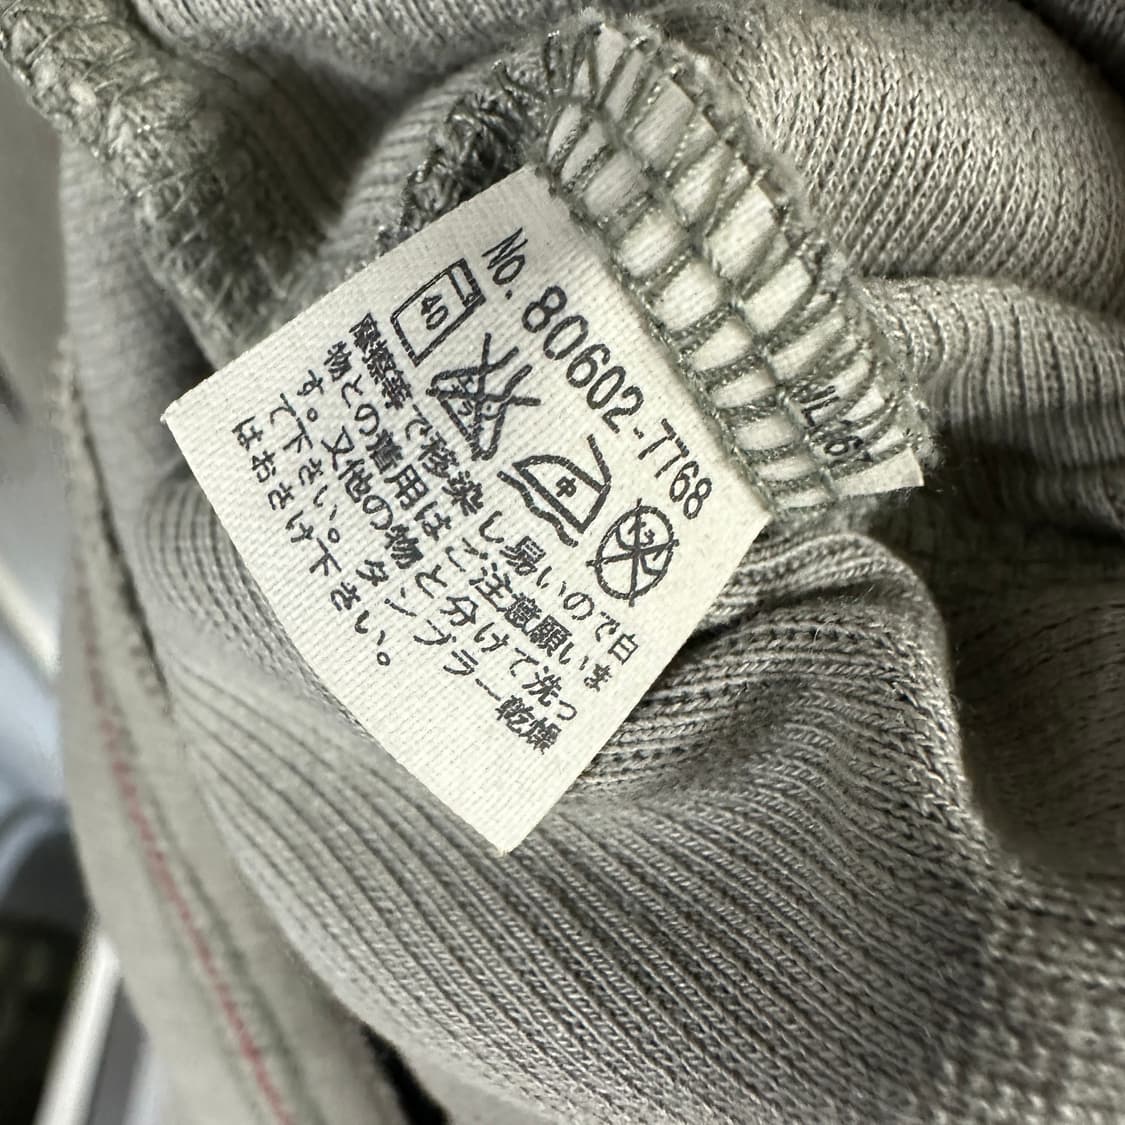 No. 80602-7768
40
中
摩擦等で移染し易いので白
物との着用はご注意願いま
す。又他の物と分けて洗っ
て下さい。タンブラー乾燥
はおさけ下さい。